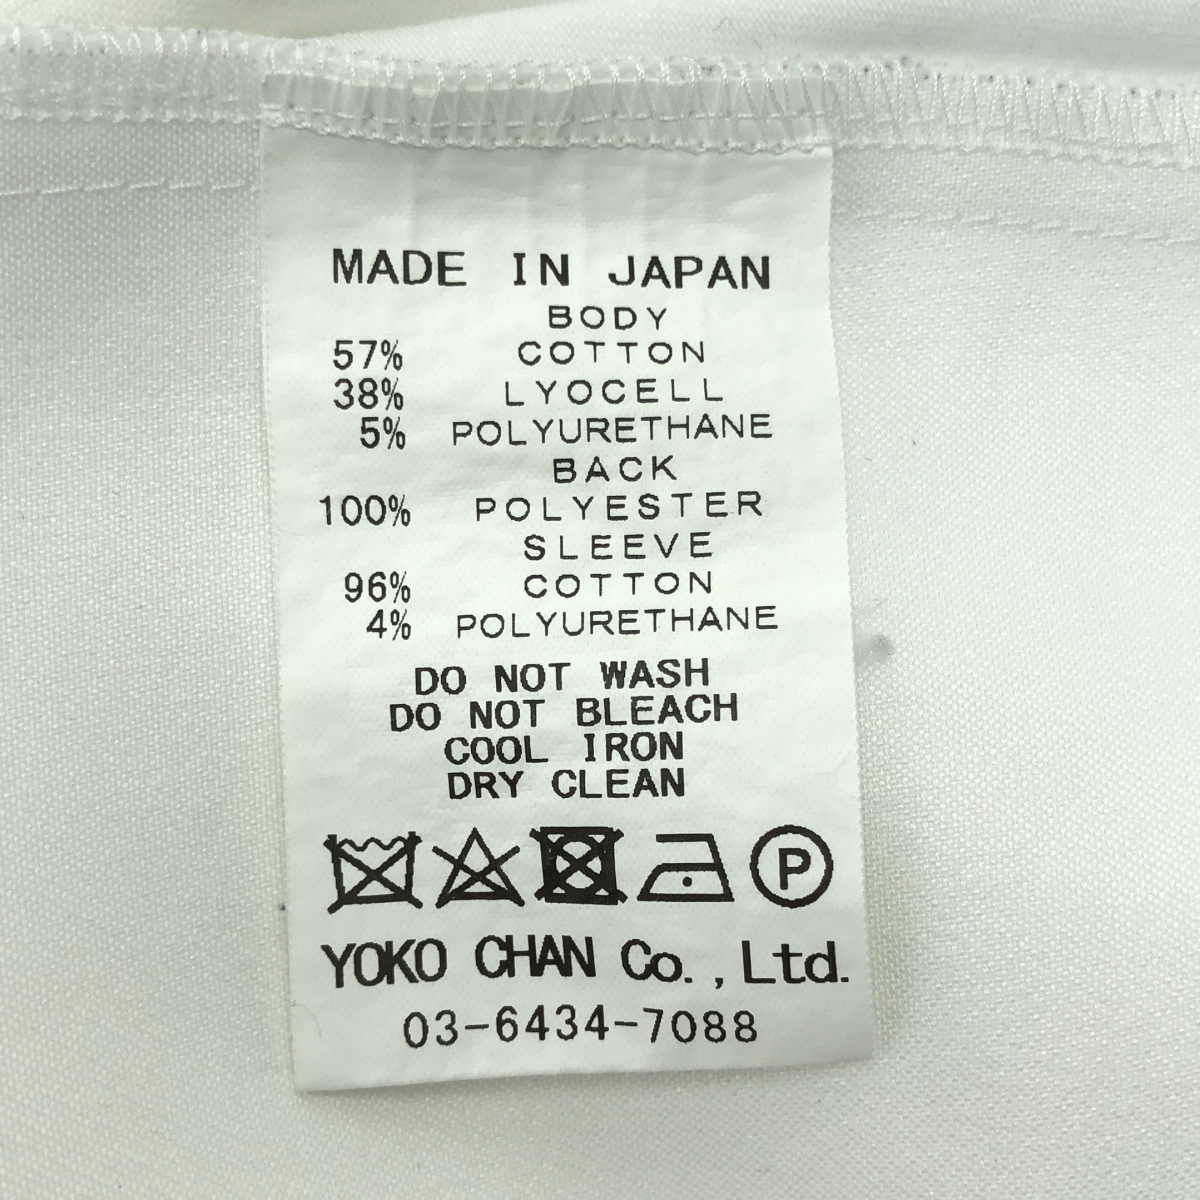 MADE IN JAPAN
BODY
57% COTTON
38% LYOCELL
5% POLYURETHANE
BACK
100% POLYESTER
SLEEVE
96% COTTON
4% POLYURETHANE
DO NOT WASH
DO NOT BLEACH
COOL IRON
DRY CLEAN
P
YOKO CHAN Co., Ltd.
03-6434-7088